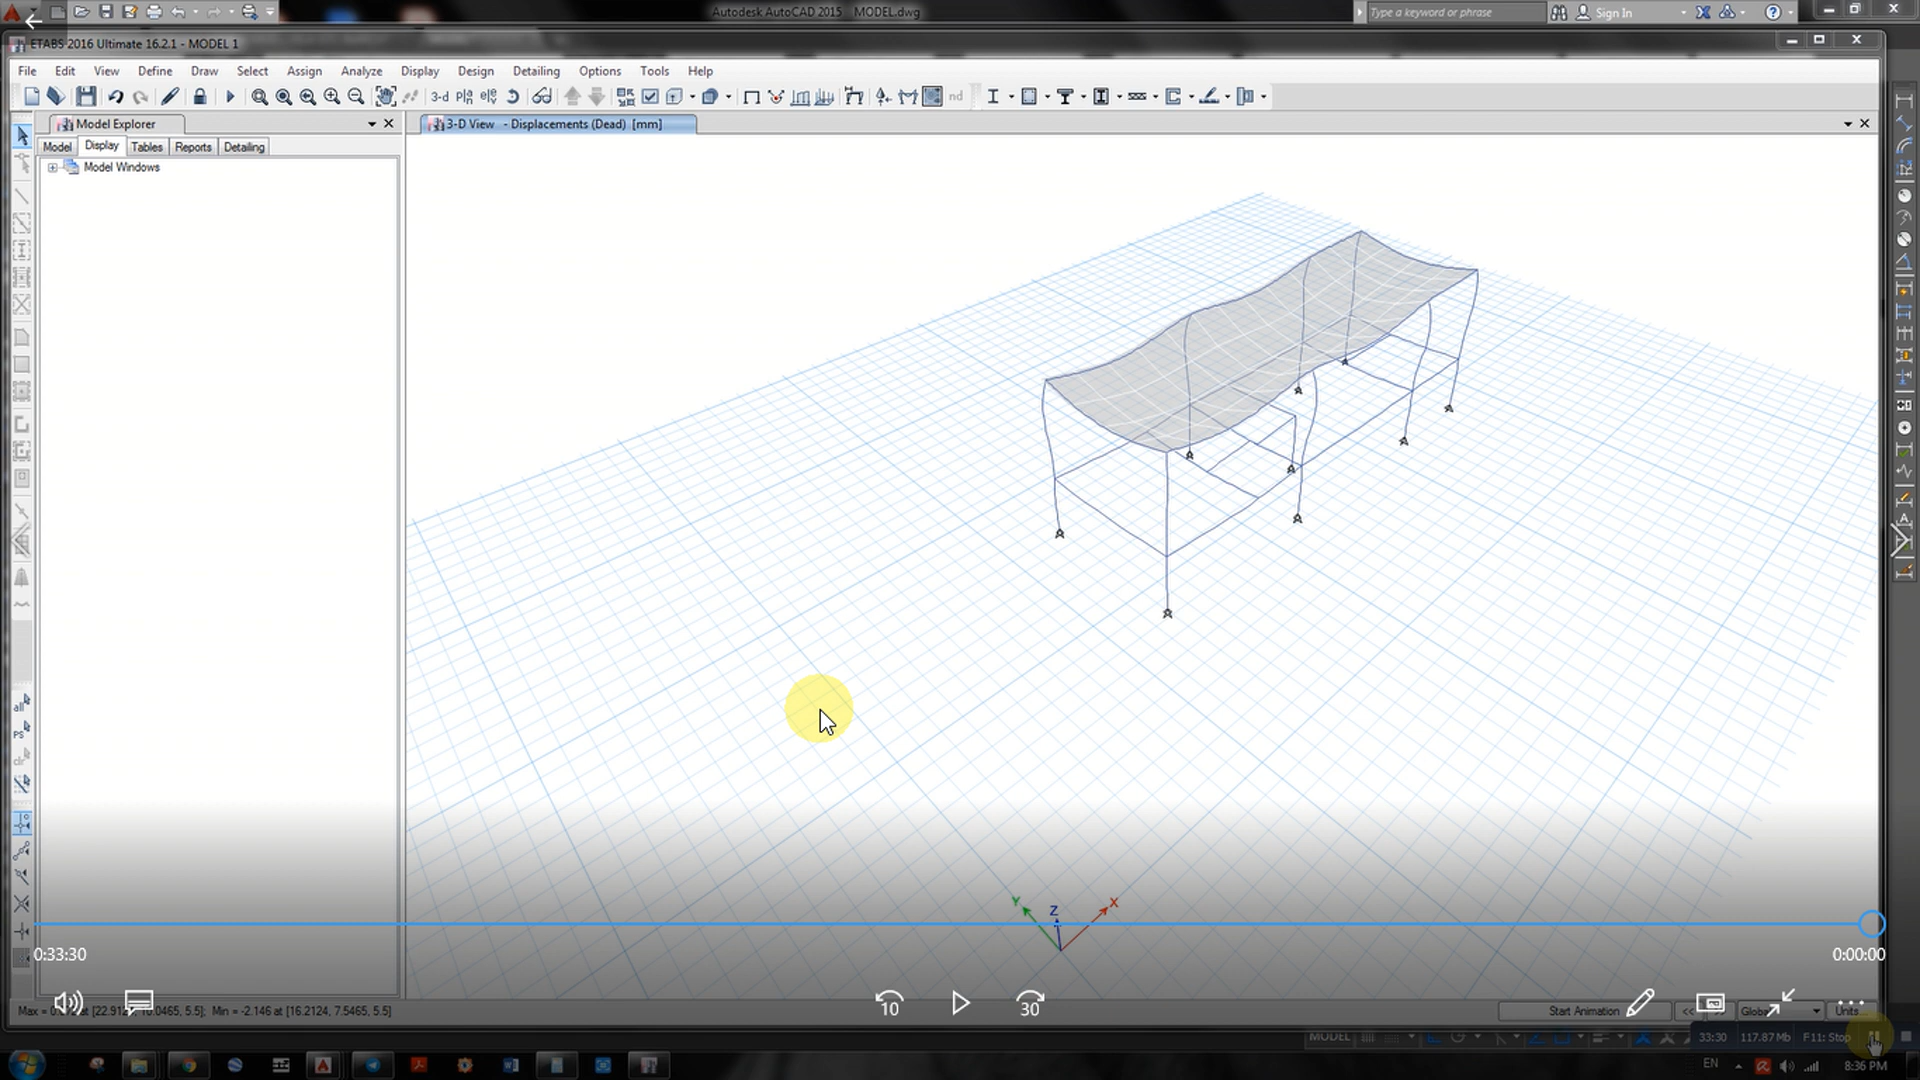 Autodesk AutoCAD 2015 MODEL.dwg
Type a keyword or phrase
Sign In
ETABS 2016 Ultimate 16.2.1 - MODEL 1
File Edit View Define Draw Select Assign Analyze Display Design Detailing Options Tools Help
3-d
nd
Model Explorer
3-D View - Displacements (Dead) [mm]
Model Display Tables Reports Detailing
Model Windows
all
PS
clr
Y
Z
X
0:33:30
0:00:00
10
30
Min = -2.146 at [16.2124, 7.5465, 5.5]
Start Animation
<<
Units...
MODEL
33:30
117.87 Mb
F11: Stop
EN
8:36 PM